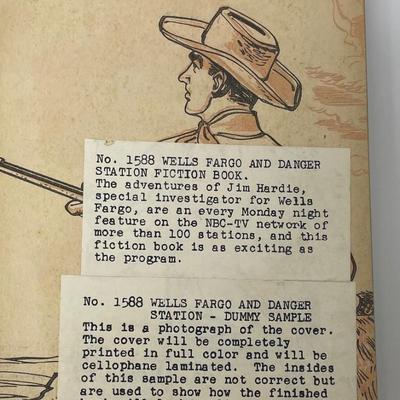 No. 1588 WELLS FARGO AND DANGER
STATION FICTION BOOK.
The adventures of Jim Hardie,
special investigator for Wells
Fargo, are an every Monday night
feature on the NBC-TV network of
more than 100 stations, and this
fiction book is as exciting as
the program.
No. 1588 WELLS FARGO AND DANGER
STATION - DUMMY SAMPLE
This is a photograph of the cover.
The cover will be completely
printed in full color and will be
cellophane laminated. The insides
of this sample are not correct but
are used to show how the finished